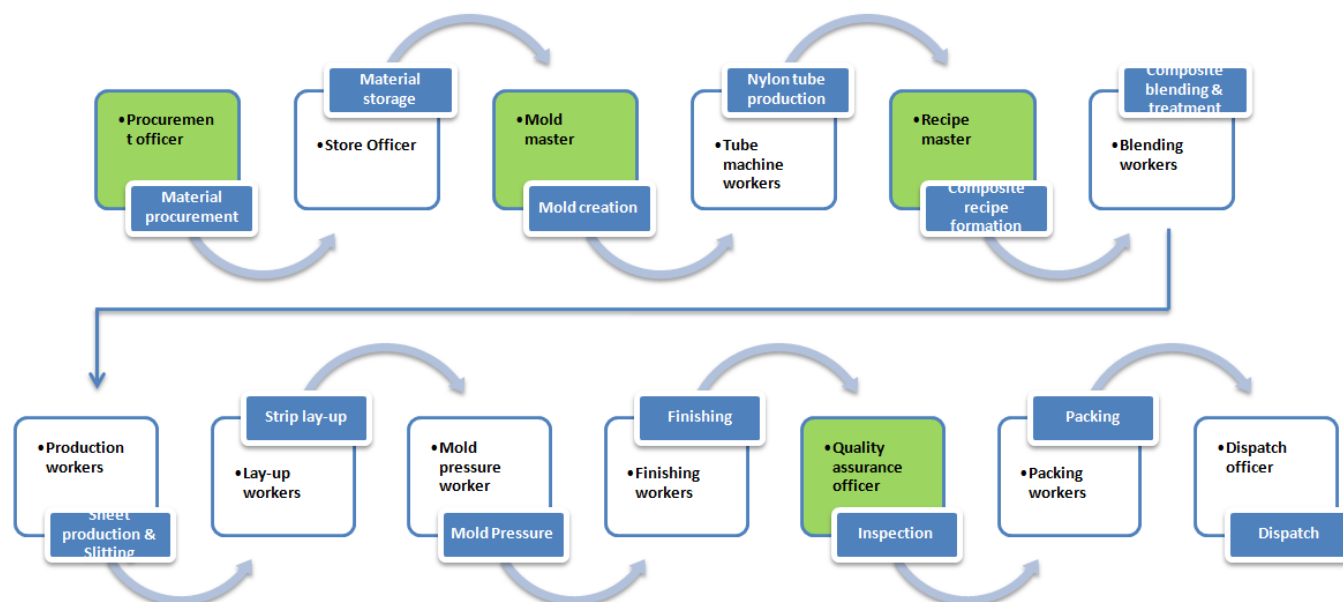 Material
storage
Nylon tube
production
Composite
blending &
treatment
•Procuremen
t officer
•Store Officer
•Mold
master
•Tube
machine
workers
•Recipe
master
•Blending
workers
Material
procurement
Mold creation
Composite
recipe
formation
Strip lay-up
Finishing
Packing
•Production
workers
•Lay-up
workers
•Mold
pressure
worker
•Finishing
workers
•Quality
assurance
officer
•Packing
workers
•Dispatch
officer
Sheet
production &
Slitting
Mold Pressure
Inspection
Dispatch